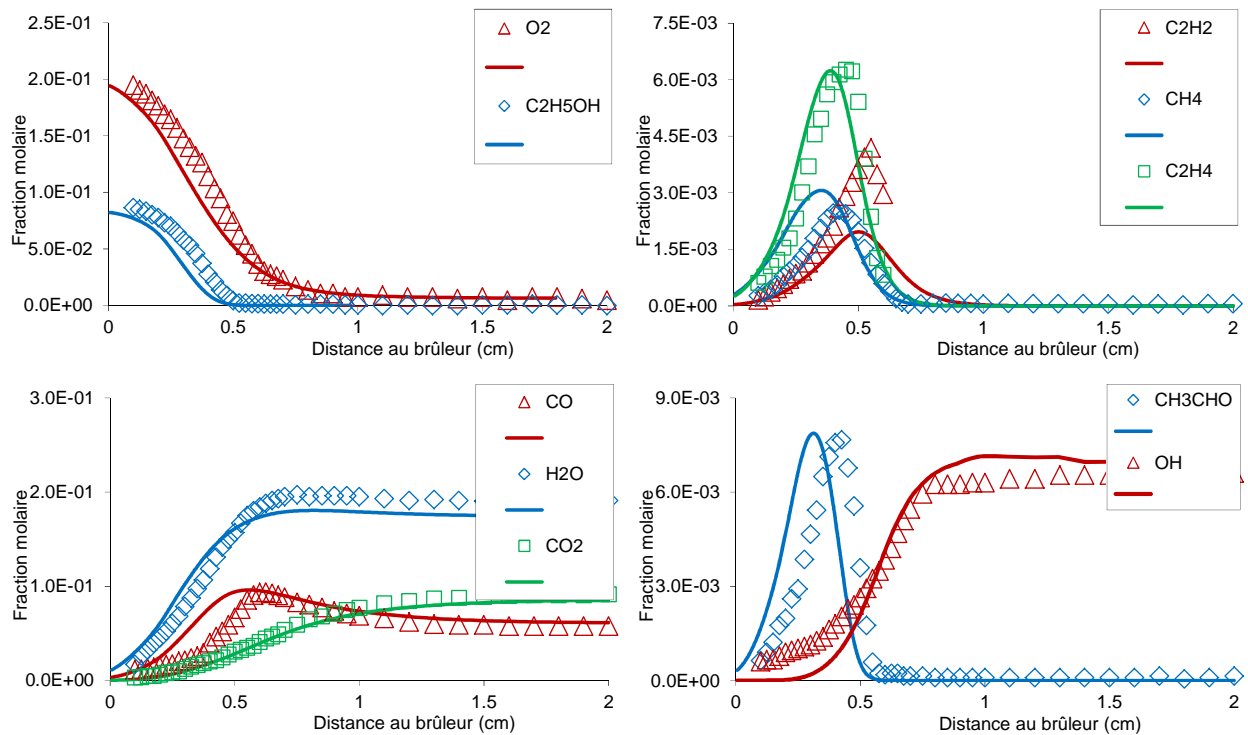 2.5E-01
2.0E-01
1.5E-01
1.0E-01
5.0E-02
0.0E+00
Fraction molaire
0
0.5
1
1.5
2
Distance au brûleur (cm)
O2
C2H5OH
7.5E-03
6.0E-03
4.5E-03
3.0E-03
1.5E-03
0.0E+00
Fraction molaire
0
0.5
1
1.5
2
Distance au brûleur (cm)
C2H2
CH4
C2H4
3.0E-01
2.0E-01
1.0E-01
0.0E+00
Fraction molaire
0
0.5
1
1.5
2
Distance au brûleur (cm)
CO
H2O
CO2
9.0E-03
6.0E-03
3.0E-03
0.0E+00
Fraction molaire
0
0.5
1
1.5
2
Distance au brûleur (cm)
CH3CHO
OH